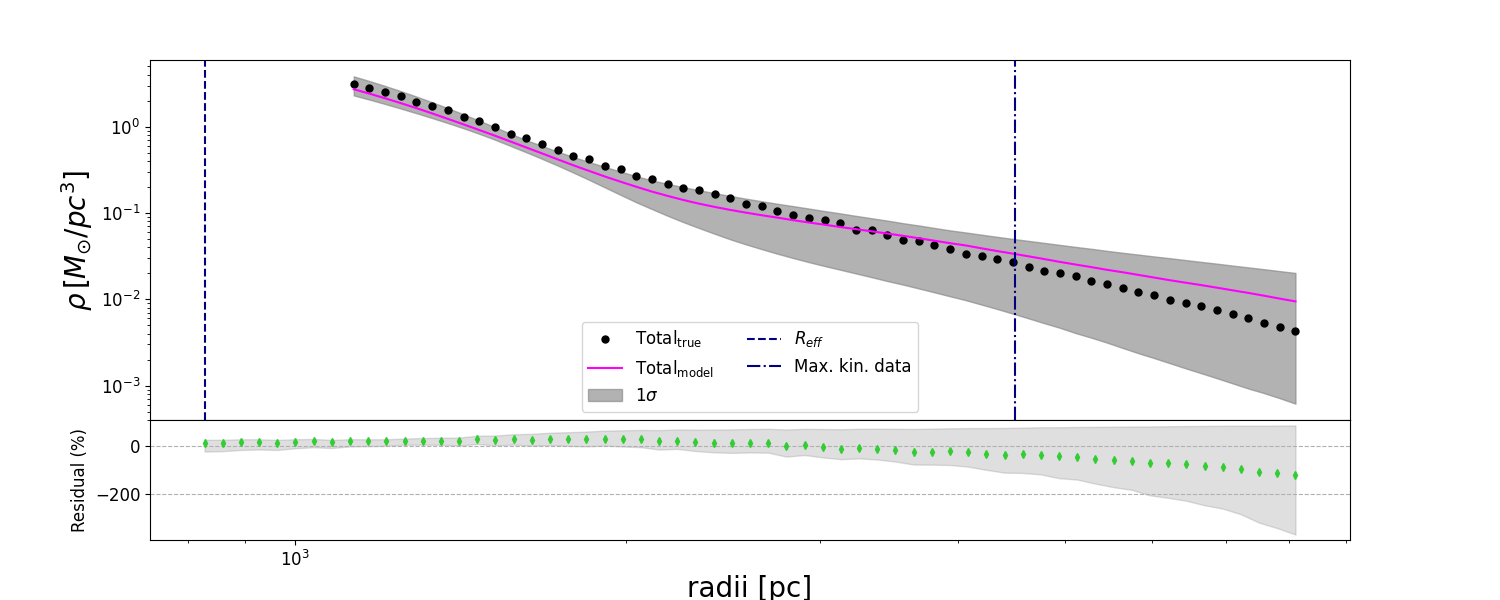 10⁰
10⁻¹
10⁻²
10⁻³
ρ [M⊙/pc³]
Total_true
Total_model
1σ
R_eff
Max. kin. data
0
−200
Residual (%)
10³
radii [pc]